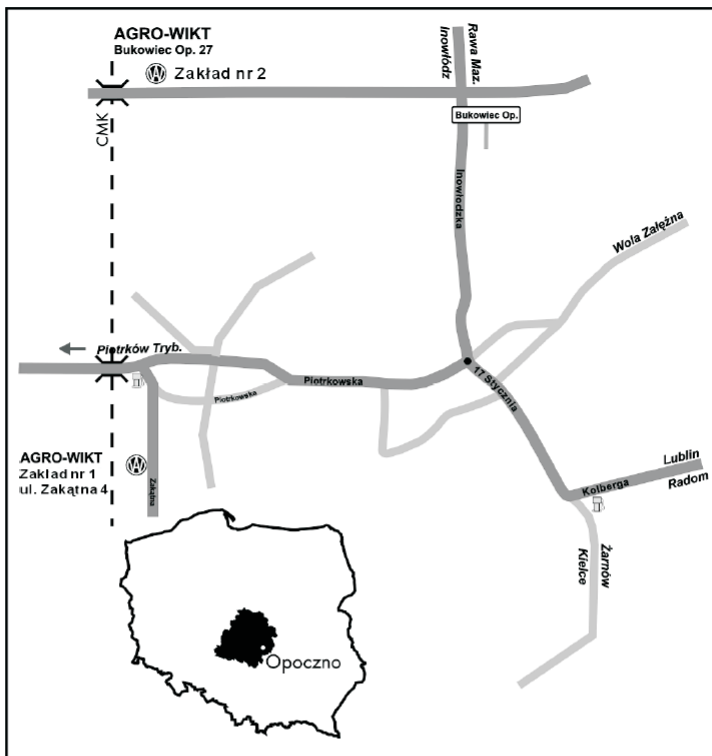 AGRO-WIKT
Bukowiec Op. 27
Zakład nr 2
CMK
Rawa Maz.
Inowłódz
Bukowiec Op.
Inowłodzka
Wola Załężna
Piotrków Tryb.
Piotrkowska
Piotrkowska
17 Stycznia
AGRO-WIKT
Zakład nr 1
ul. Zakątna 4
Zakątna
Kolberga
Lublin
Radom
Żarnów
Kielce
Opoczno